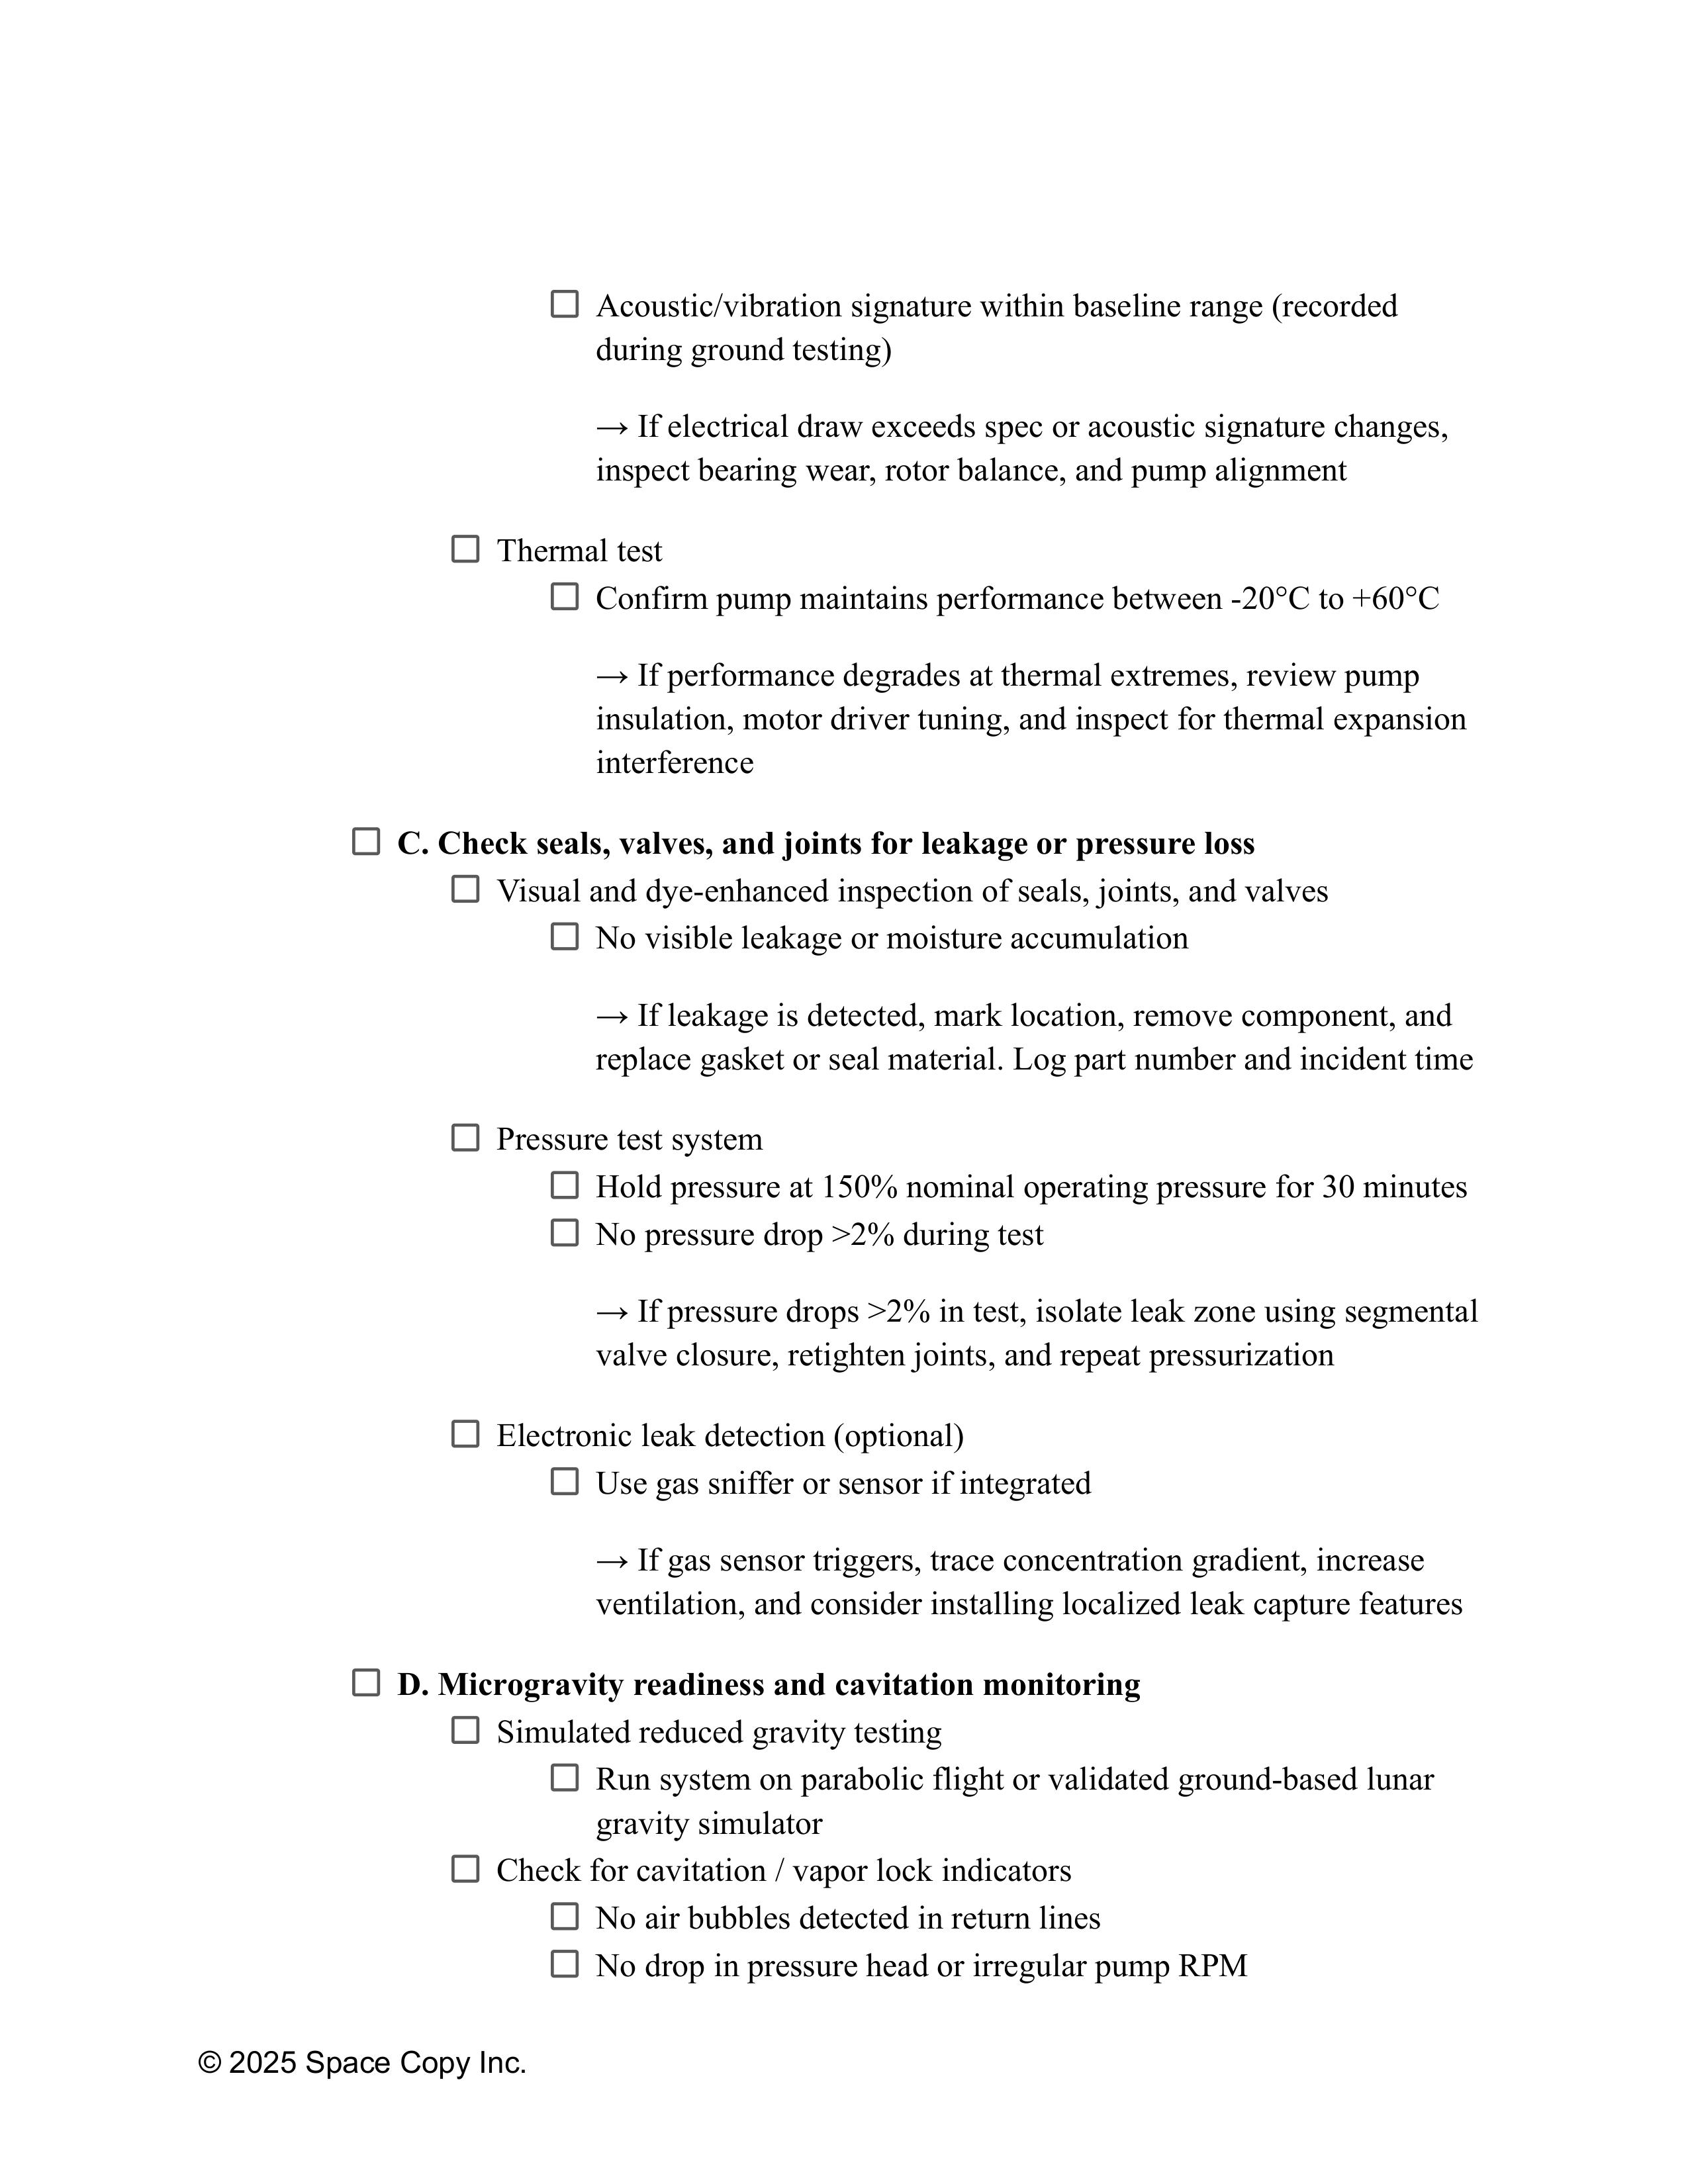 Acoustic/vibration signature within baseline range (recorded
during ground testing)
→ If electrical draw exceeds spec or acoustic signature changes,
inspect bearing wear, rotor balance, and pump alignment
Thermal test
Confirm pump maintains performance between -20°C to +60°C
→ If performance degrades at thermal extremes, review pump
insulation, motor driver tuning, and inspect for thermal expansion
interference
C. Check seals, valves, and joints for leakage or pressure loss
Visual and dye-enhanced inspection of seals, joints, and valves
No visible leakage or moisture accumulation
→ If leakage is detected, mark location, remove component, and
replace gasket or seal material. Log part number and incident time
Pressure test system
Hold pressure at 150% nominal operating pressure for 30 minutes
No pressure drop >2% during test
→ If pressure drops >2% in test, isolate leak zone using segmental
valve closure, retighten joints, and repeat pressurization
Electronic leak detection (optional)
Use gas sniffer or sensor if integrated
→ If gas sensor triggers, trace concentration gradient, increase
ventilation, and consider installing localized leak capture features
D. Microgravity readiness and cavitation monitoring
Simulated reduced gravity testing
Run system on parabolic flight or validated ground-based lunar
gravity simulator
Check for cavitation / vapor lock indicators
No air bubbles detected in return lines
No drop in pressure head or irregular pump RPM
© 2025 Space Copy Inc.